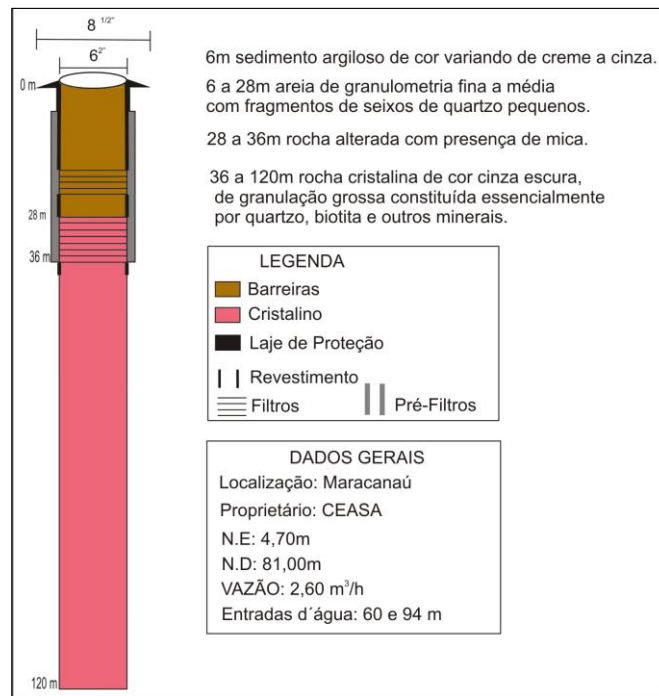 8 1/2"
6 2"
0 m
28 m
36 m
120 m
6m sedimento argiloso de cor variando de creme a cinza.
6 a 28m areia de granulometria fina a média
com fragmentos de seixos de quartzo pequenos.
28 a 36m rocha alterada com presença de mica.
36 a 120m rocha cristalina de cor cinza escura,
de granulação grossa constituída essencialmente
por quartzo, biotita e outros minerais.
LEGENDA
Barreiras
Cristalino
Laje de Proteção
Revestimento
Filtros Pré-Filtros
DADOS GERAIS
Localização: Maracanaú
Proprietário: CEASA
N.E: 4,70m
N.D: 81,00m
VAZÃO: 2,60 m³/h
Entradas d´água: 60 e 94 m